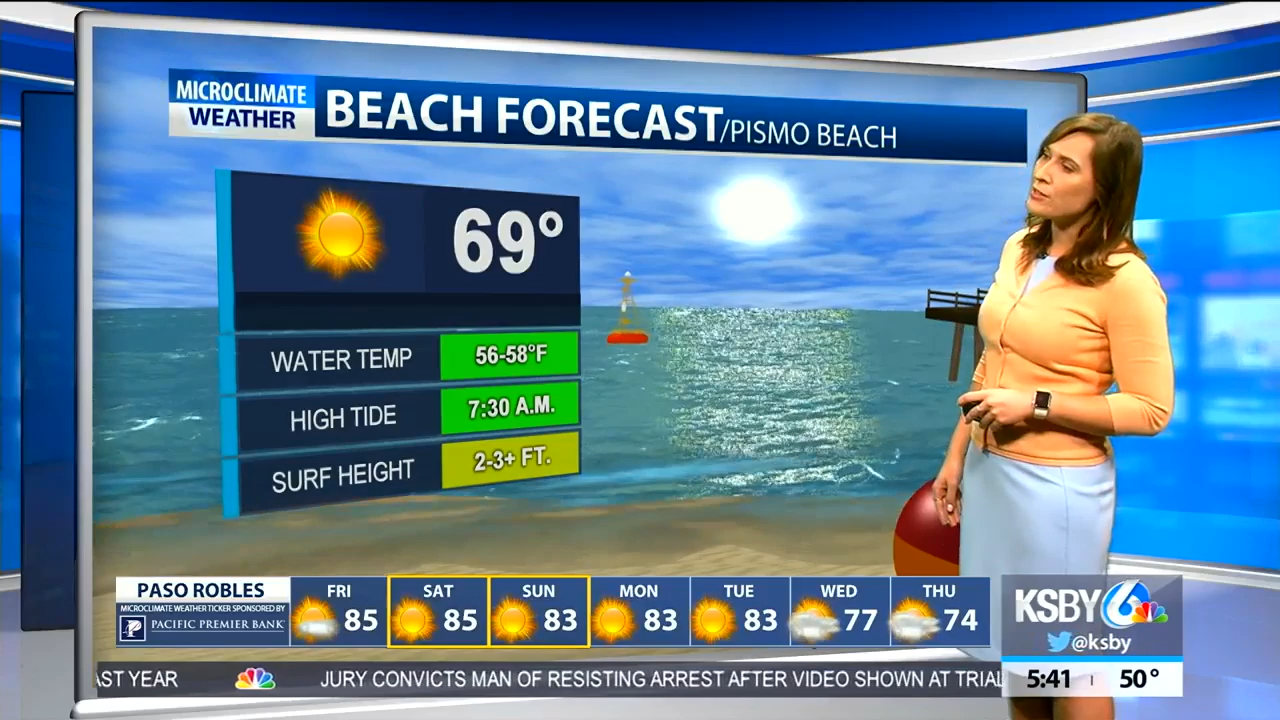 MICROCLIMATE
WEATHER
BEACH FORECAST/PISMO BEACH
69°
WATER TEMP 56-58°F
HIGH TIDE 7:30 A.M.
SURF HEIGHT 2-3+ FT.
PASO ROBLES
MICROCLIMATE WEATHER TICKER SPONSORED BY
PACIFIC PREMIER BANK
FRI SAT SUN MON TUE WED THU
85 85 83 83 83 77 74
KSBY 6
@ksby
AST YEAR JURY CONVICTS MAN OF RESISTING ARREST AFTER VIDEO SHOWN AT TRIAL
5:41 50°